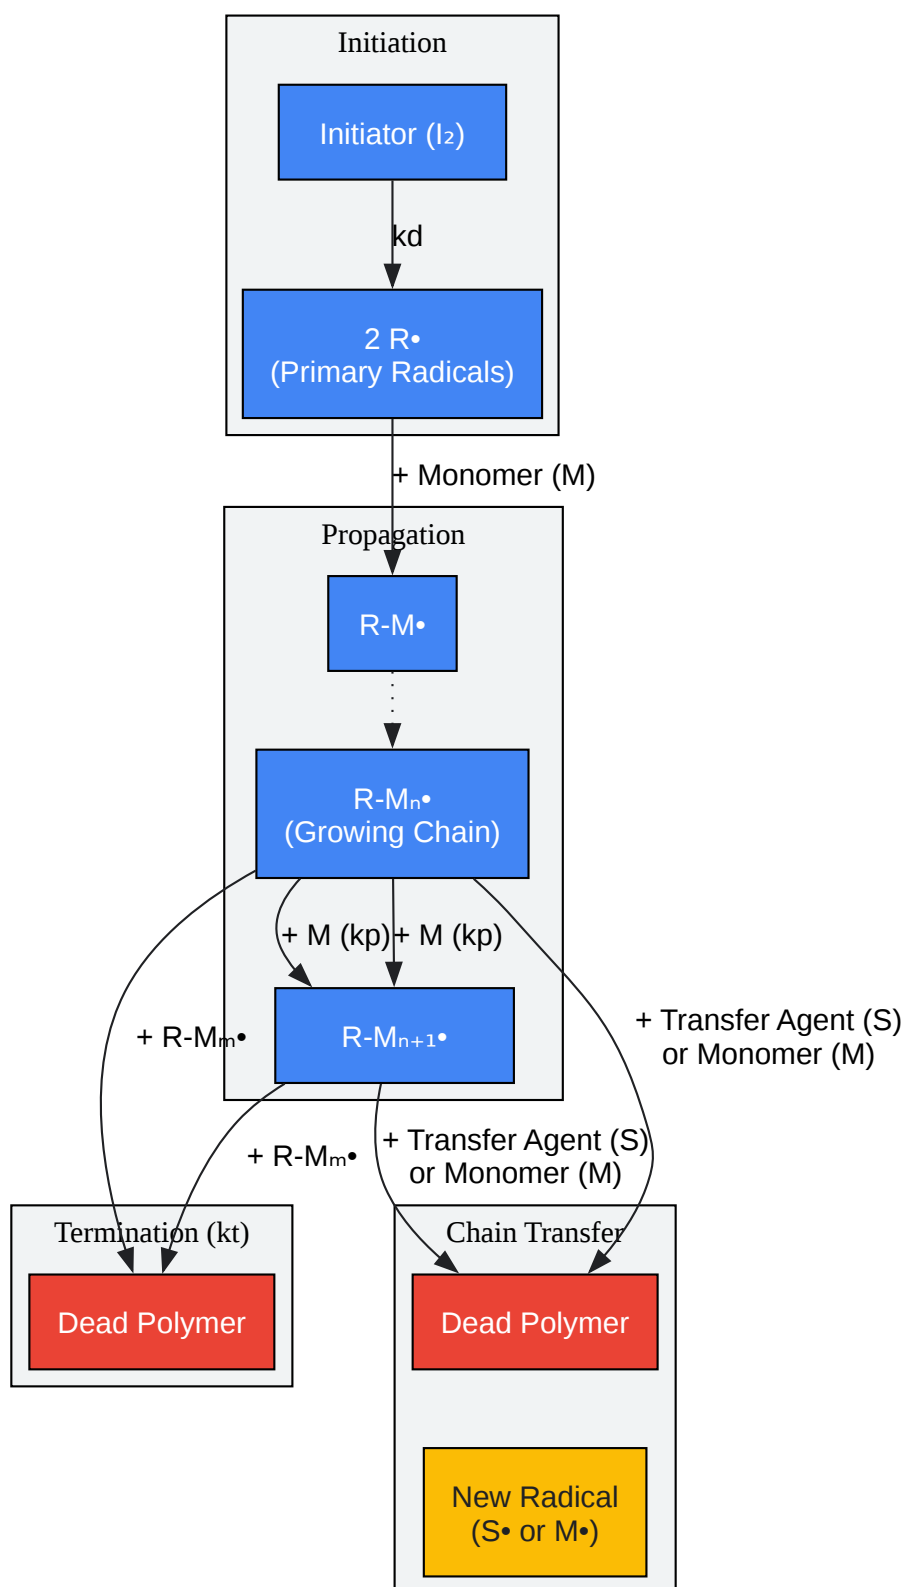 Initiation
Initiator (I₂)
kd
2 R•
(Primary Radicals)
+ Monomer (M)
Propagation
R-M•
R-Mₙ•
(Growing Chain)
+ M (kp)
+ M (kp)
+ Transfer Agent (S)
or Monomer (M)
+ R-Mₘ•
R-Mₙ₊₁•
+ Transfer Agent (S)
or Monomer (M)
+ R-Mₘ•
Termination (kt)
Dead Polymer
Chain Transfer
Dead Polymer
New Radical
(S• or M•)